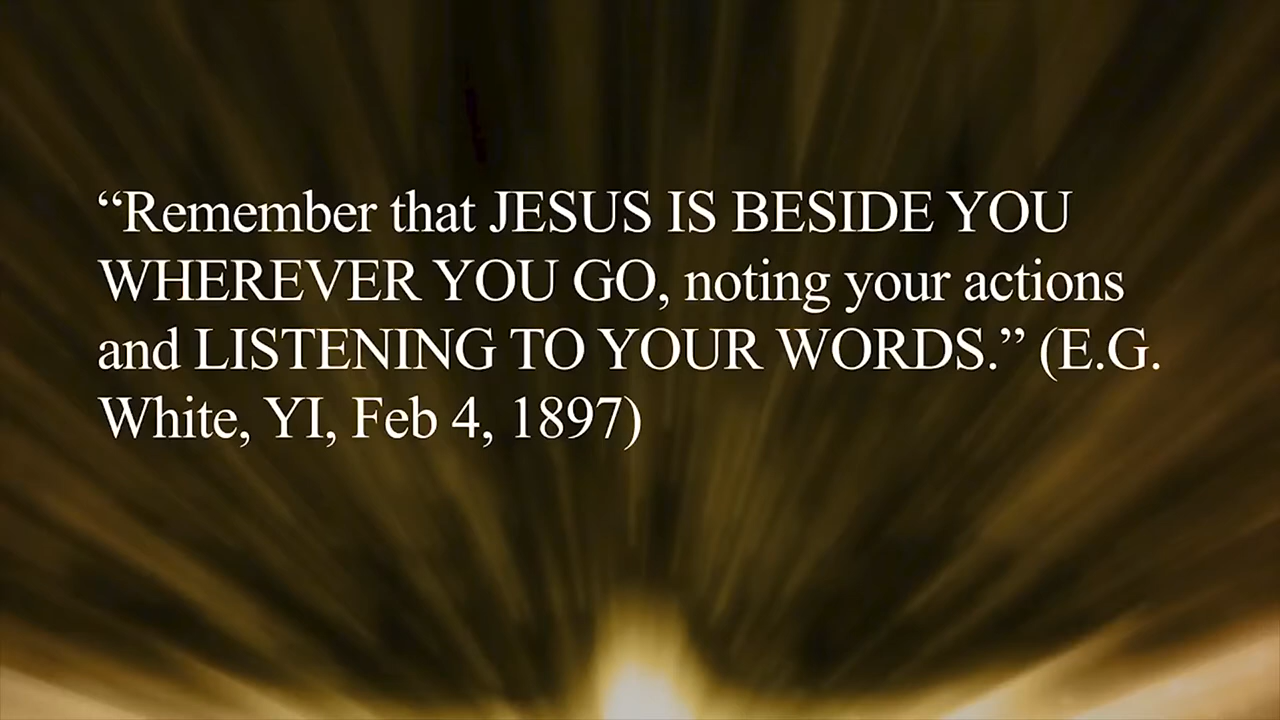 “Remember that JESUS IS BESIDE YOU
WHEREVER YOU GO, noting your actions
and LISTENING TO YOUR WORDS.” (E.G.
White, YI, Feb 4, 1897)